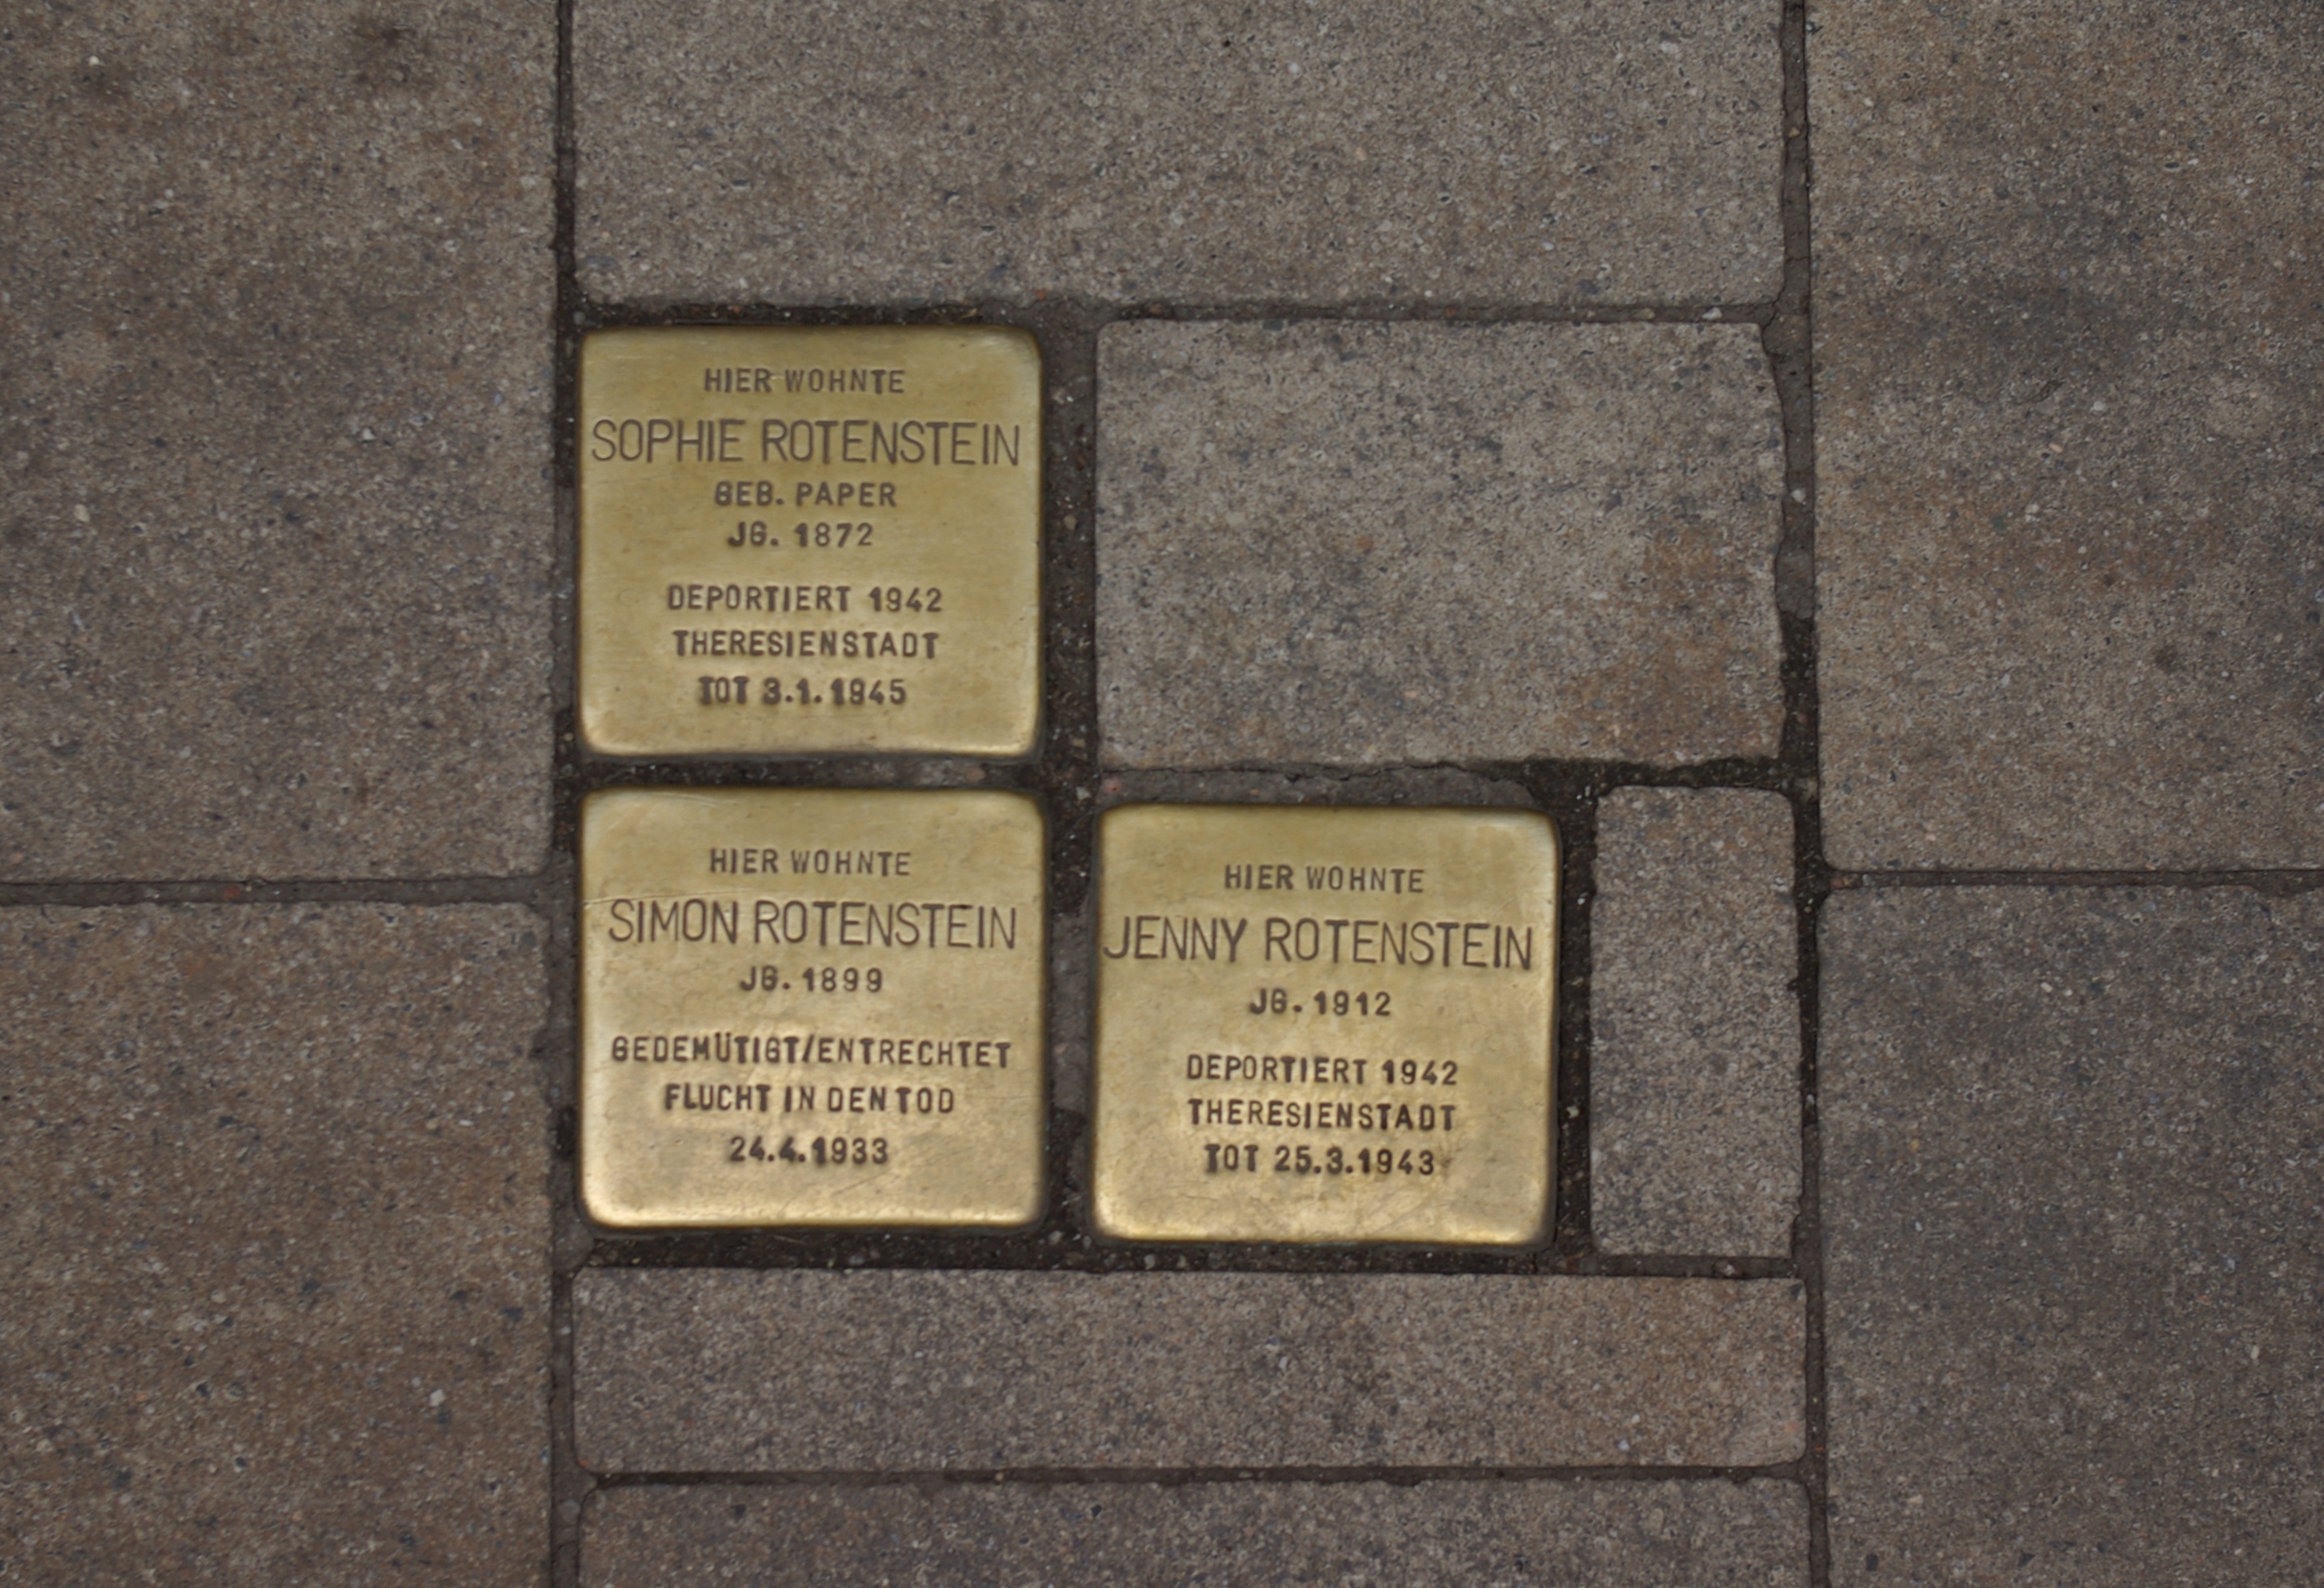 HIER WOHNTE
SOPHIE ROTENSTEIN
GEB. PAPER
JG. 1872
DEPORTIERT 1942
THERESIENSTADT
TOT 3.1.1945
HIER WOHNTE
SIMON ROTENSTEIN
JG. 1899
GEDEMÜTIGT/ENTRECHTET
FLUCHT IN DEN TOD
24.4.1933
HIER WOHNTE
JENNY ROTENSTEIN
JG. 1912
DEPORTIERT 1942
THERESIENSTADT
TOT 25.3.1943